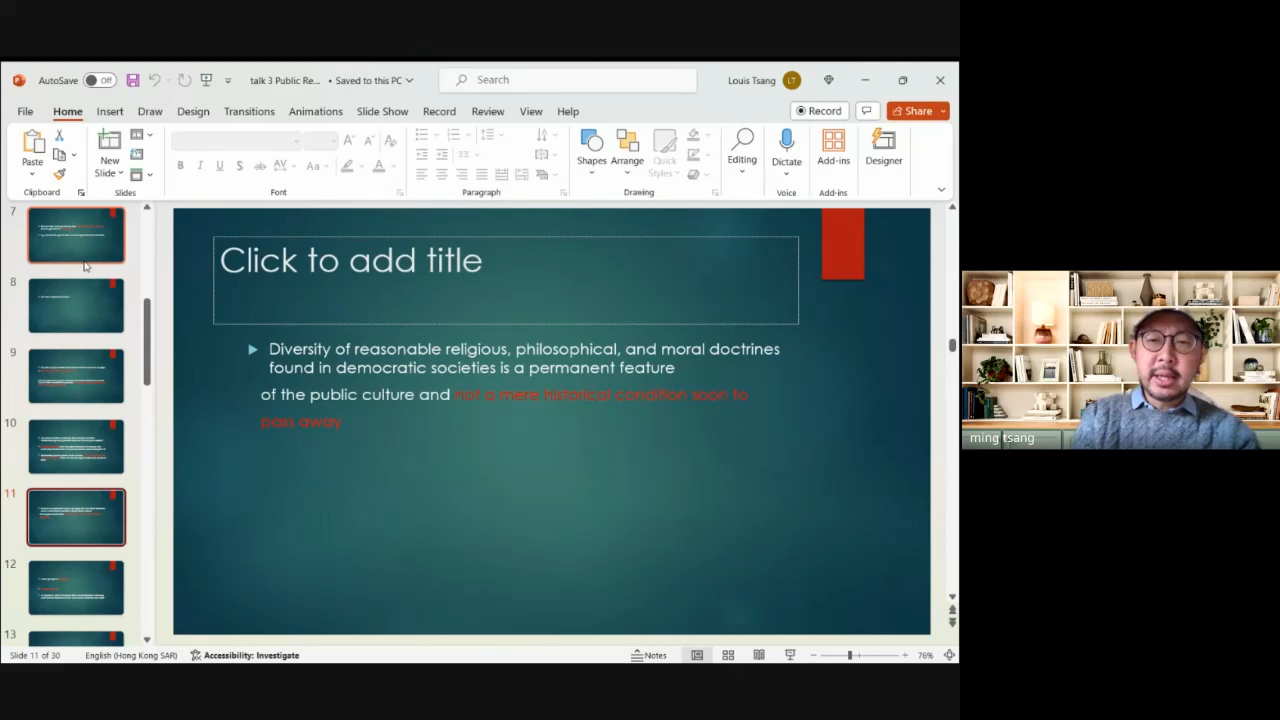 AutoSave Off talk 3 Public Re... • Saved to this PC Search Louis Tsang LT
File Home Insert Draw Design Transitions Animations Slide Show Record Review View Help Record Share
Paste New Slide Aa Shapes Arrange Quick Styles Editing Dictate Add-ins Designer
Clipboard Slides Font Paragraph Drawing Voice Add-ins
7
8
9
10
11
12
13
Click to add title
Diversity of reasonable religious, philosophical, and moral doctrines
found in democratic societies is a permanent feature
of the public culture and not a mere historical condition soon to
pass away
ming tsang
Slide 11 of 30 English (Hong Kong SAR) Accessibility: Investigate Notes 76%